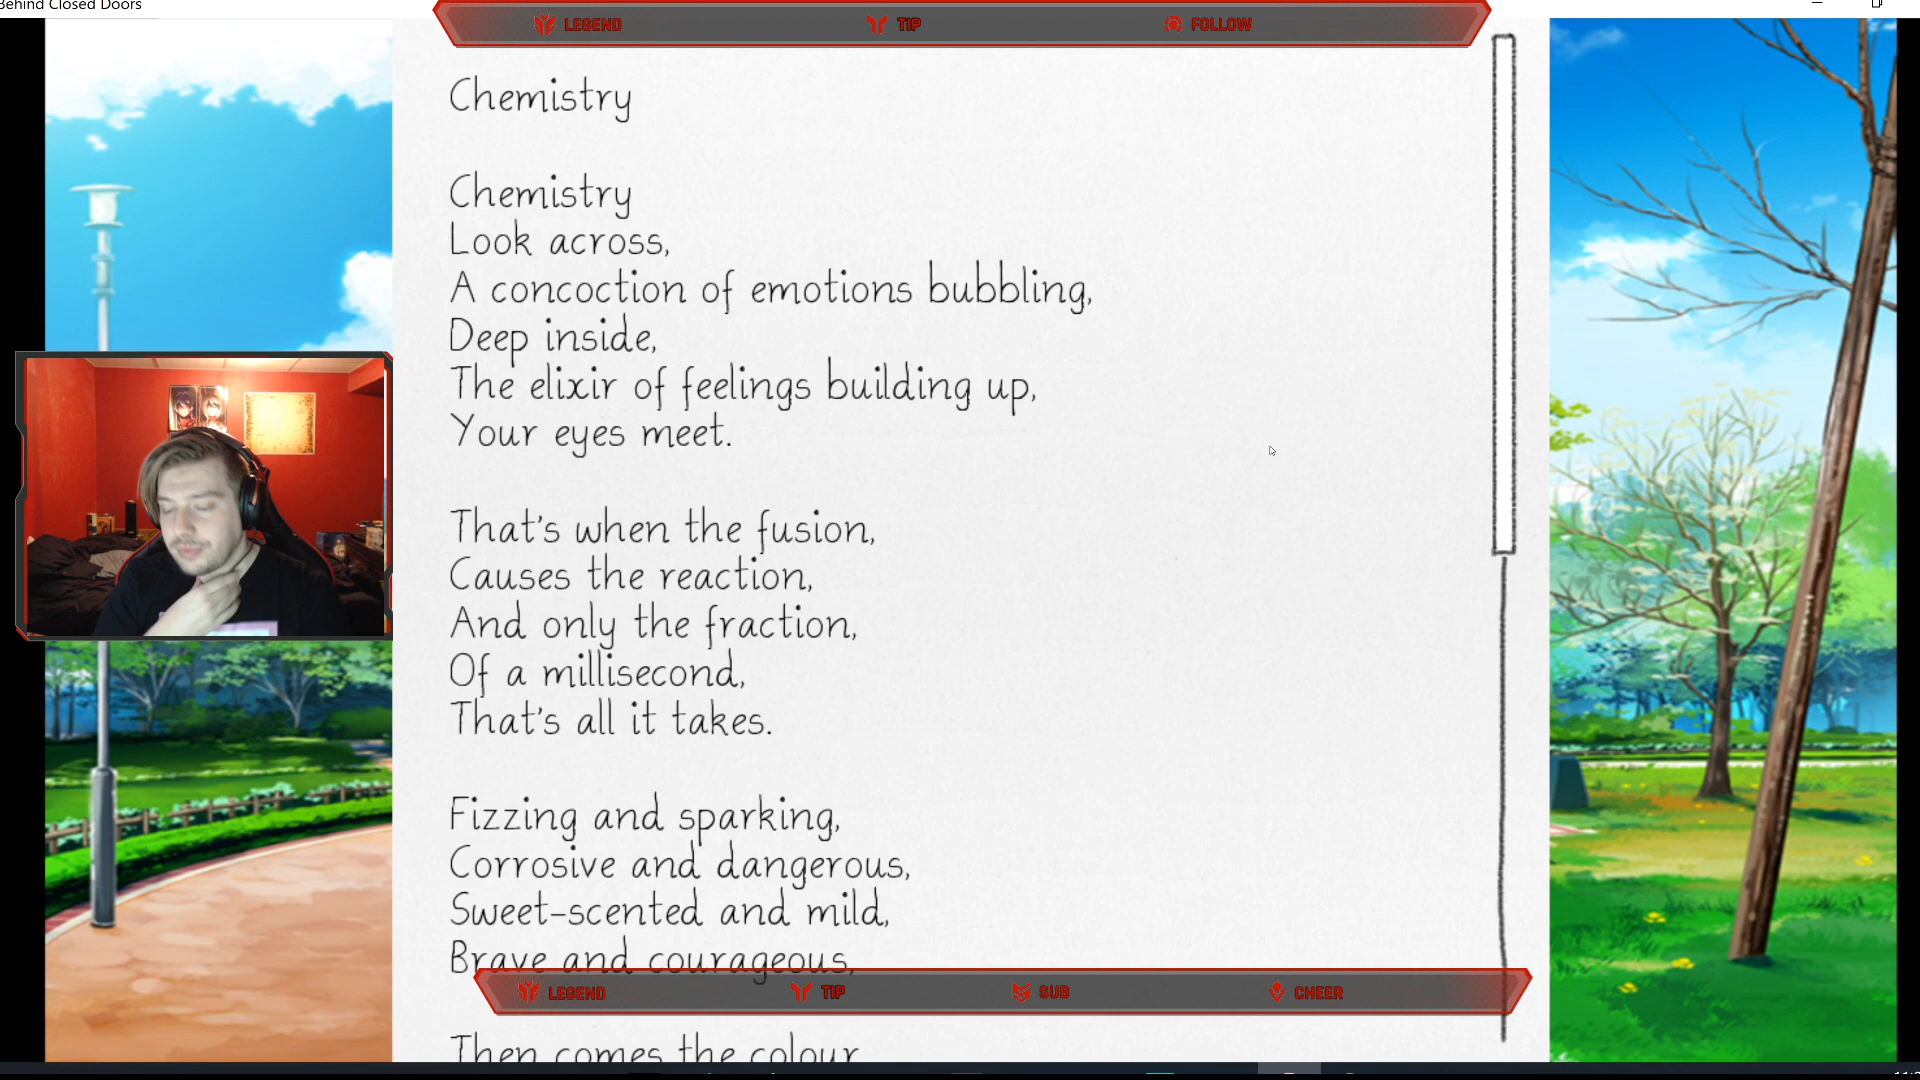 Behind Closed Doors
LEGEND TIP FOLLOW
Chemistry
Chemistry
Look across,
A concoction of emotions bubbling,
Deep inside,
The elixir of feelings building up,
Your eyes meet.
That's when the fusion,
Causes the reaction,
And only the fraction,
Of a millisecond,
That's all it takes.
Fizzing and sparking,
Corrosive and dangerous,
Sweet-scented and mild,
Brave and courageous,
LEGEND TIP SUB CHEER
Then comes the colour